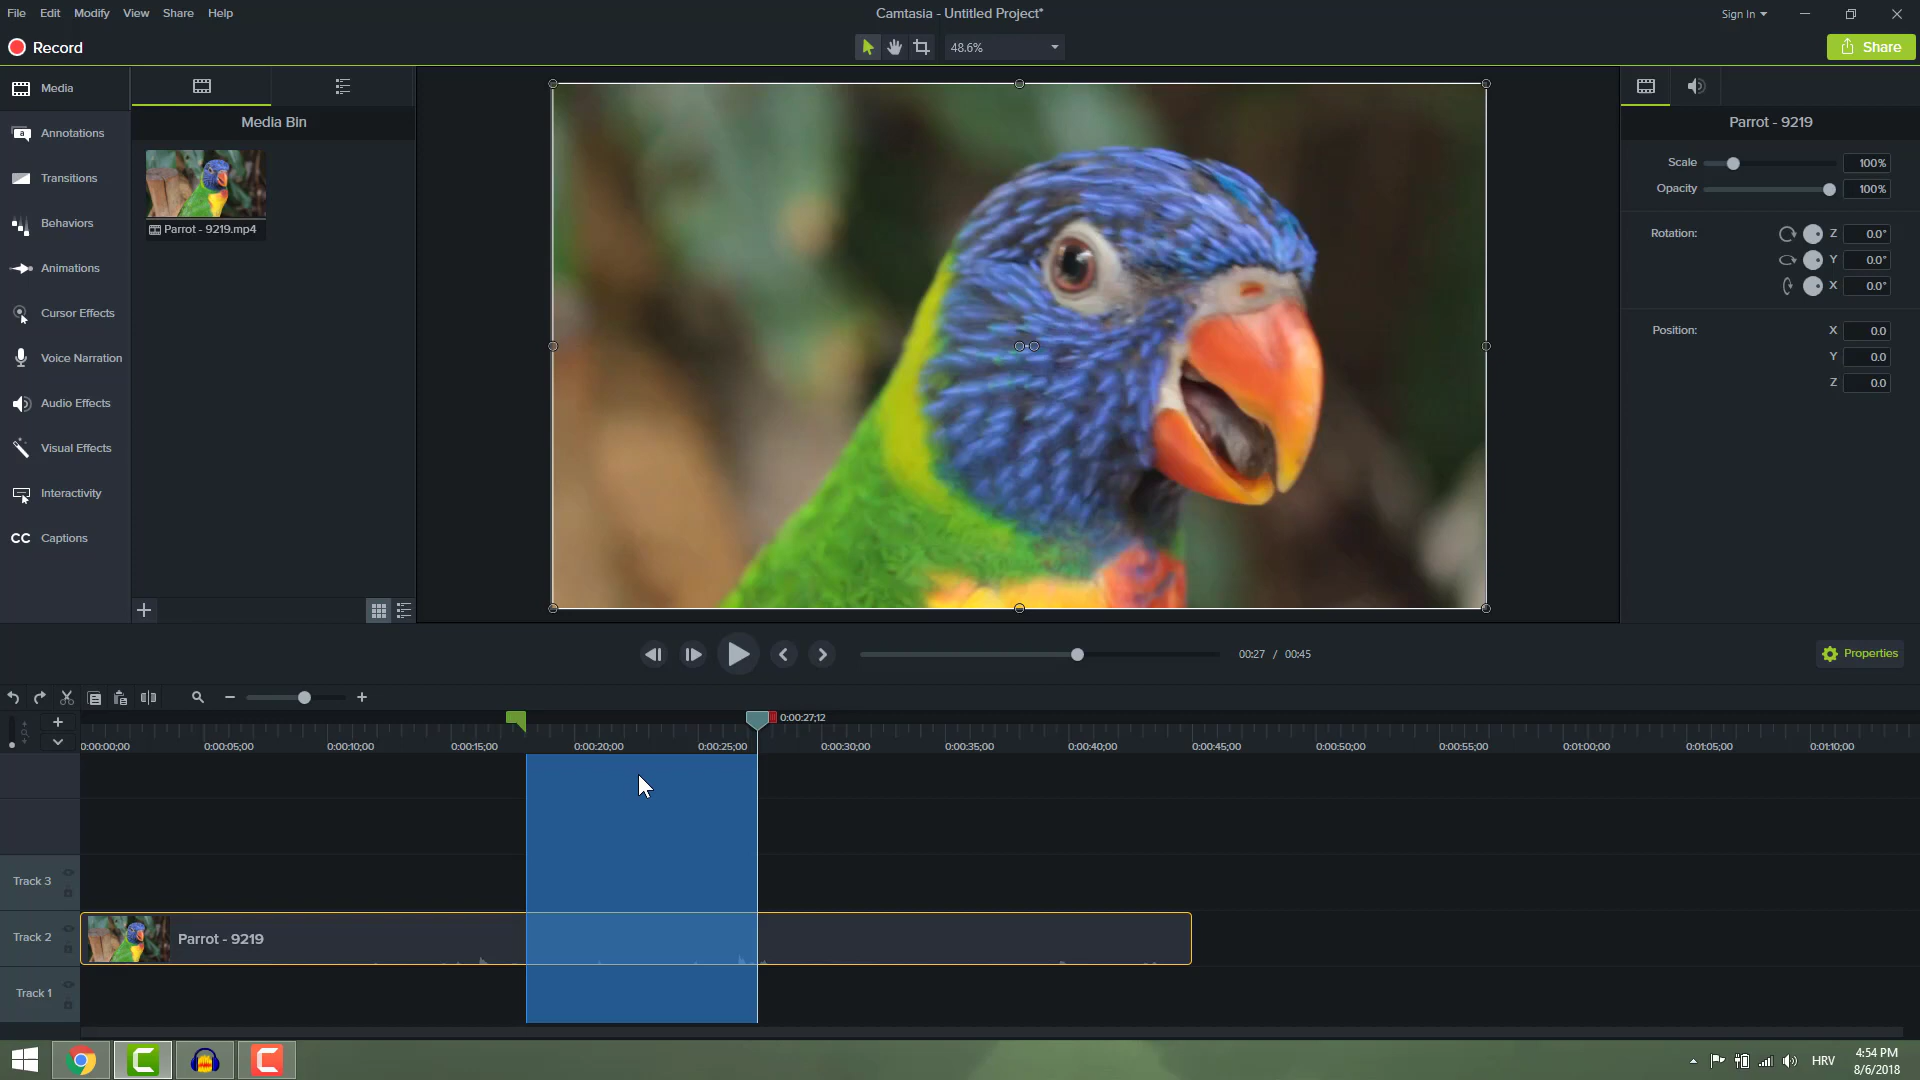 File Edit Modify View Share Help
Camtasia - Untitled Project*
Sign In
Record
48.6%
Share
Media
Annotations
Transitions
Behaviors
Animations
Cursor Effects
Voice Narration
Audio Effects
Visual Effects
Interactivity
CC Captions
Media Bin
Parrot - 9219.mp4
Parrot - 9219
Scale 100%
Opacity 100%
Rotation: Z 0.0°
Y 0.0°
X 0.0°
Position: X 0.0
Y 0.0
Z 0.0
00:27 / 00:45
Properties
0:00:27;12
0:00:00;00 0:00:05;00 0:00:10;00 0:00:15;00 0:00:20;00 0:00:25;00 0:00:30;00 0:00:35;00 0:00:40;00 0:00:45;00 0:00:50;00 0:00:55;00 0:01:00;00 0:01:05;00 0:01:10;00
Track 3
Track 2
Parrot - 9219
Track 1
HRV
4:54 PM
8/6/2018